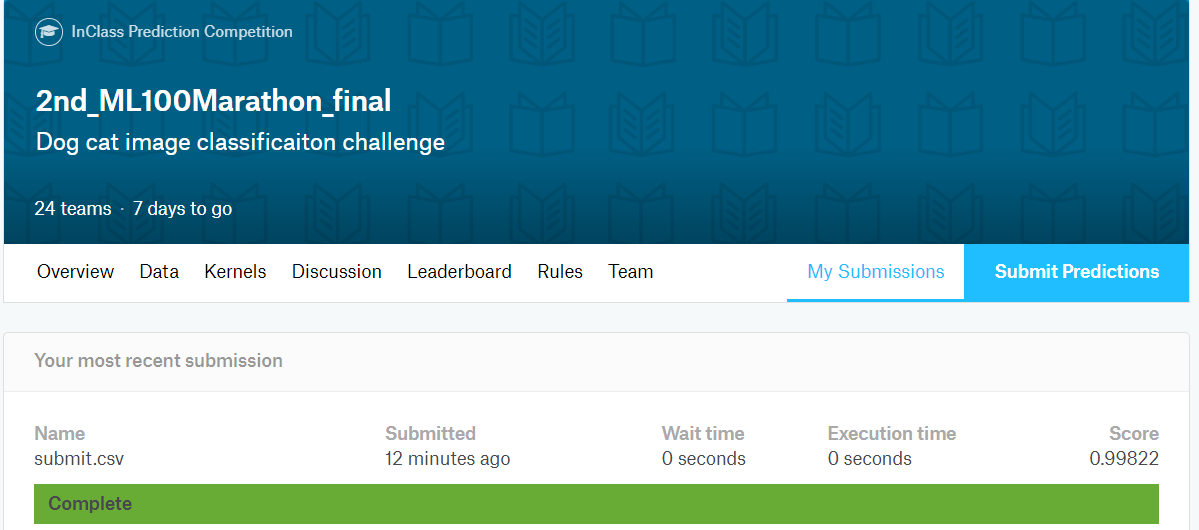 InClass Prediction Competition
2nd_ML100Marathon_final
Dog cat image classificaiton challenge
24 teams · 7 days to go
Overview Data Kernels Discussion Leaderboard Rules Team My Submissions Submit Predictions
Your most recent submission
Name Submitted Wait time Execution time Score
submit.csv 12 minutes ago 0 seconds 0 seconds 0.99822
Complete